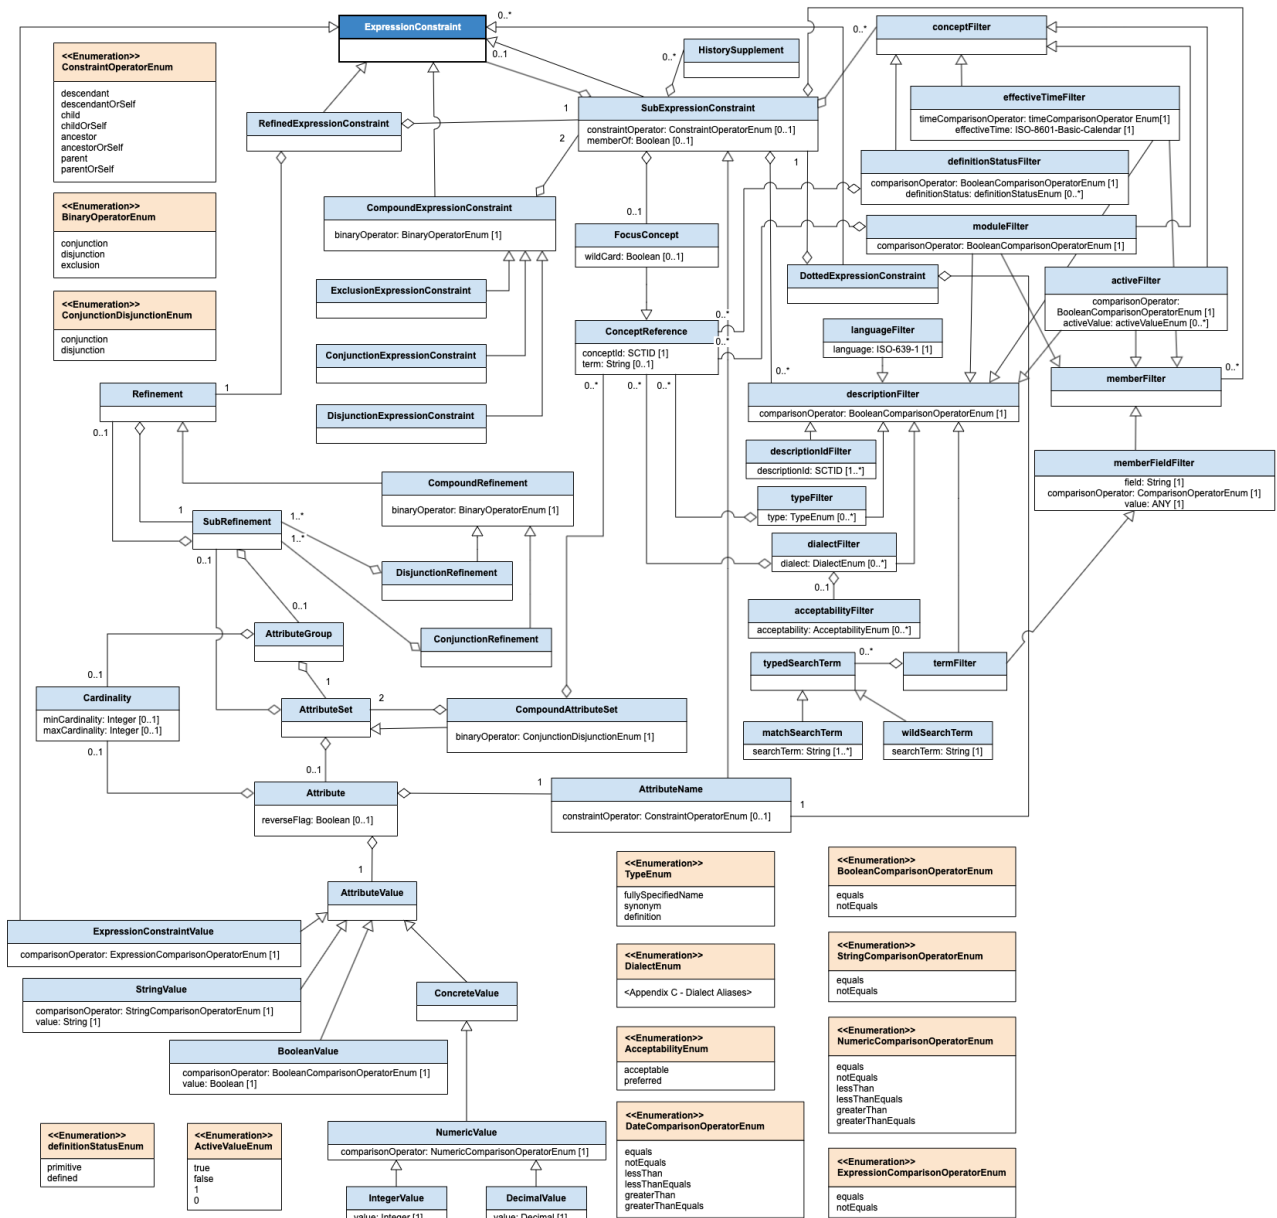 ExpressionConstraint
0..*
0..1
<<Enumeration>>
ConstraintOperatorEnum
descendant
descendantOrSelf
child
childOrSelf
ancestor
ancestorOrSelf
parent
parentOrSelf
<<Enumeration>>
BinaryOperatorEnum
conjunction
disjunction
exclusion
<<Enumeration>>
ConjunctionDisjunctionEnum
conjunction
disjunction
RefinedExpressionConstraint
1
2
HistorySupplement
0..*
SubExpressionConstraint
constraintOperator: ConstraintOperatorEnum [0..1]
memberOf: Boolean [0..1]
0..*
1
conceptFilter
effectiveTimeFilter
timeComparisonOperator: timeComparisonOperator Enum[1]
effectiveTime: ISO-8601-Basic-Calendar [1]
definitionStatusFilter
comparisonOperator: BooleanComparisonOperatorEnum [1]
definitionStatus: definitionStatusEnum [0..*]
moduleFilter
comparisonOperator: BooleanComparisonOperatorEnum [1]
CompoundExpressionConstraint
binaryOperator: BinaryOperatorEnum [1]
0..1
FocusConcept
wildCard: Boolean [0..1]
DottedExpressionConstraint
activeFilter
comparisonOperator:
BooleanComparisonOperatorEnum [1]
activeValue: activeValueEnum [0..*]
ExclusionExpressionConstraint
ConjunctionExpressionConstraint
DisjunctionExpressionConstraint
ConceptReference
conceptId: SCTID [1]
term: String [0..1]
0..*
0..*
0..*
0..*
0..*
languageFilter
language: ISO-639-1 [1]
0..*
descriptionFilter
comparisonOperator: BooleanComparisonOperatorEnum [1]
memberFilter
0..*
Refinement
1
0..1
descriptionIdFilter
descriptionId: SCTID [1..*]
memberFieldFilter
field: String [1]
comparisonOperator: ComparisonOperatorEnum [1]
value: ANY [1]
CompoundRefinement
binaryOperator: BinaryOperatorEnum [1]
typeFilter
type: TypeEnum [0..*]
1
SubRefinement
1..*
1..*
0..1
dialectFilter
dialect: DialectEnum [0..*]
0..1
DisjunctionRefinement
acceptabilityFilter
acceptability: AcceptabilityEnum [0..*]
0..1
AttributeGroup
ConjunctionRefinement
typedSearchTerm
0..*
termFilter
0..1
1
Cardinality
minCardinality: Integer [0..1]
maxCardinality: Integer [0..1]
0..1
AttributeSet
2
CompoundAttributeSet
binaryOperator: ConjunctionDisjunctionEnum [1]
matchSearchTerm
searchTerm: String [1..*]
wildSearchTerm
searchTerm: String [1]
0..1
Attribute
reverseFlag: Boolean [0..1]
1
AttributeName
constraintOperator: ConstraintOperatorEnum [0..1]
1
1
AttributeValue
<<Enumeration>>
TypeEnum
fullySpecifiedName
synonym
definition
<<Enumeration>>
BooleanComparisonOperatorEnum
equals
notEquals
ExpressionConstraintValue
comparisonOperator: ExpressionComparisonOperatorEnum [1]
<<Enumeration>>
DialectEnum
<Appendix C - Dialect Aliases>
<<Enumeration>>
StringComparisonOperatorEnum
equals
notEquals
StringValue
comparisonOperator: StringComparisonOperatorEnum [1]
value: String [1]
ConcreteValue
BooleanValue
comparisonOperator: BooleanComparisonOperatorEnum [1]
value: Boolean [1]
<<Enumeration>>
AcceptabilityEnum
acceptable
preferred
<<Enumeration>>
NumericComparisonOperatorEnum
equals
notEquals
lessThan
lessThanEquals
greaterThan
greaterThanEquals
<<Enumeration>>
definitionStatusEnum
primitive
defined
<<Enumeration>>
ActiveValueEnum
true
false
1
0
NumericValue
comparisonOperator: NumericComparisonOperatorEnum [1]
<<Enumeration>>
DateComparisonOperatorEnum
equals
notEquals
lessThan
lessThanEquals
greaterThan
greaterThanEquals
<<Enumeration>>
ExpressionComparisonOperatorEnum
equals
notEquals
IntegerValue
value: Integer [1]
DecimalValue
value: Decimal [1]